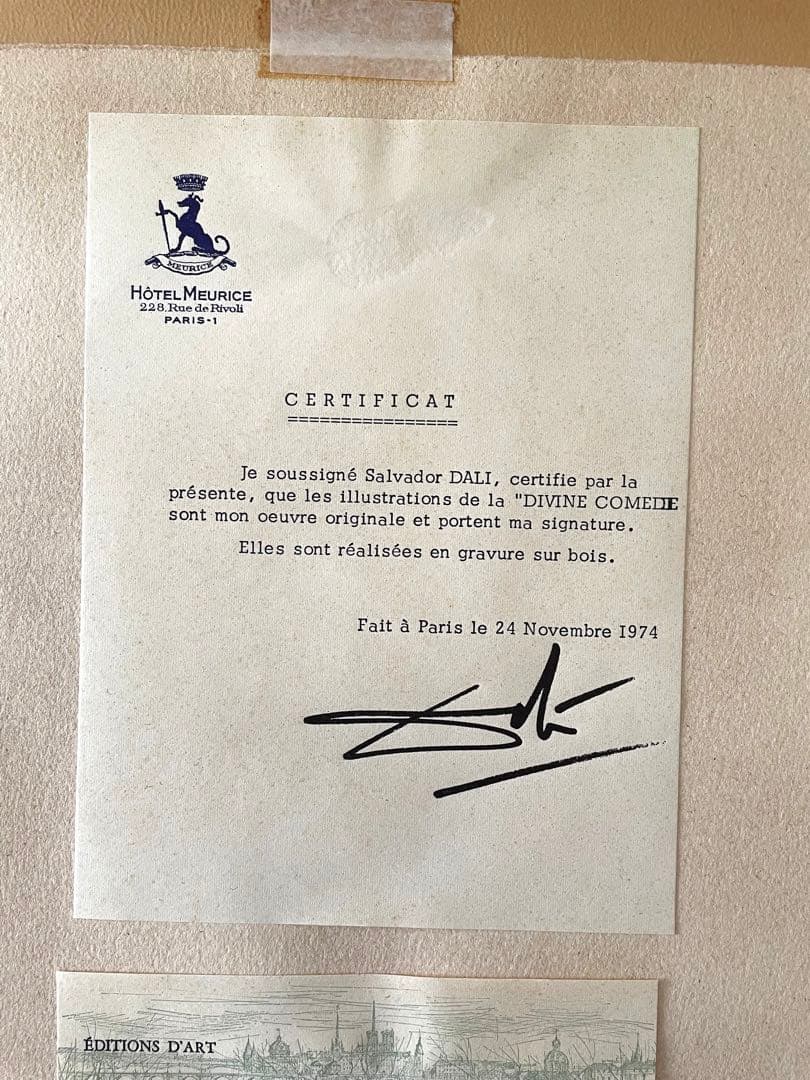 MEURICE
HÔTEL MEURICE
228, Rue de Rivoli
PARIS-1
CERTIFICAT
================
Je soussigné Salvador DALI, certifie par la
présente, que les illustrations de la "DIVINE COMEDIE
sont mon oeuvre originale et portent ma signature.
Elles sont réalisées en gravure sur bois.
Fait à Paris le 24 Novembre 1974
Dali
ÉDITIONS D'ART